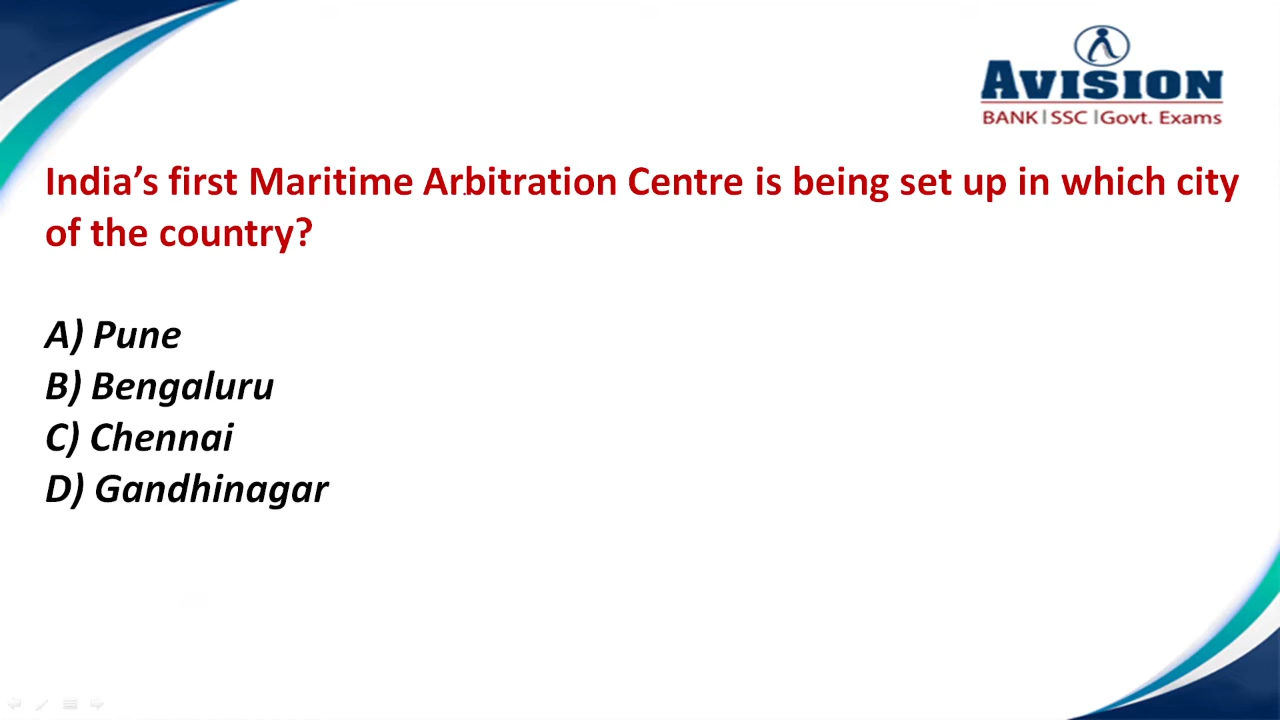 AVISION
BANK|SSC|Govt. Exams
India’s first Maritime Arbitration Centre is being set up in which city
of the country?
A) Pune
B) Bengaluru
C) Chennai
D) Gandhinagar